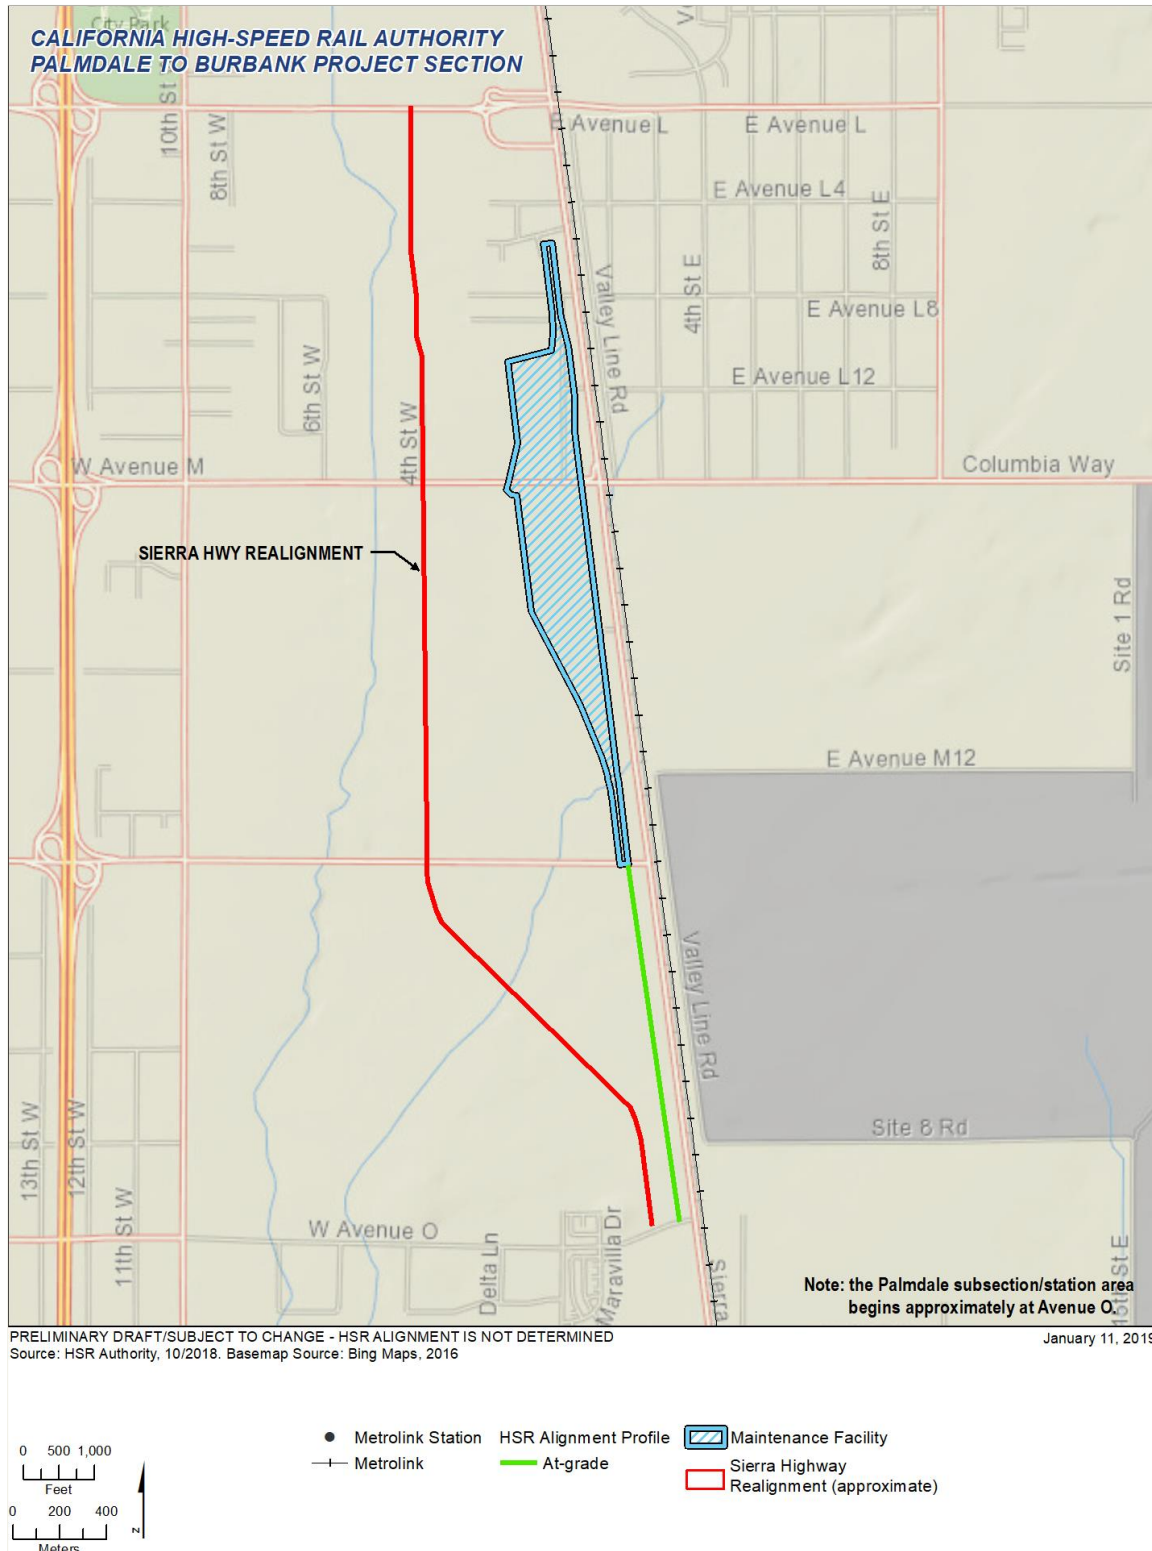 City Park
CALIFORNIA HIGH-SPEED RAIL AUTHORITY
PALMDALE TO BURBANK PROJECT SECTION
10th St
8th St W
E Avenue L
E Avenue L
E Avenue L4
8th St E
4th St E
Valley Line Rd
E Avenue L8
E Avenue L12
6th St W
4th St W
W Avenue M
Columbia Way
SIERRA HWY REALIGNMENT
Site 1 Rd
E Avenue M12
Valley Line Rd
Site 8 Rd
13th St W
12th St W
11th St W
W Avenue O
Delta Ln
Maravilla Dr
Sierra
15th St E
Note: the Palmdale subsection/station area
begins approximately at Avenue O.
PRELIMINARY DRAFT/SUBJECT TO CHANGE - HSR ALIGNMENT IS NOT DETERMINED
January 11, 2019
Source: HSR Authority, 10/2018. Basemap Source: Bing Maps, 2016
0 500 1,000
Feet
0 200 400
Meters
N
Metrolink Station
Metrolink
HSR Alignment Profile
At-grade
Maintenance Facility
Sierra Highway
Realignment (approximate)